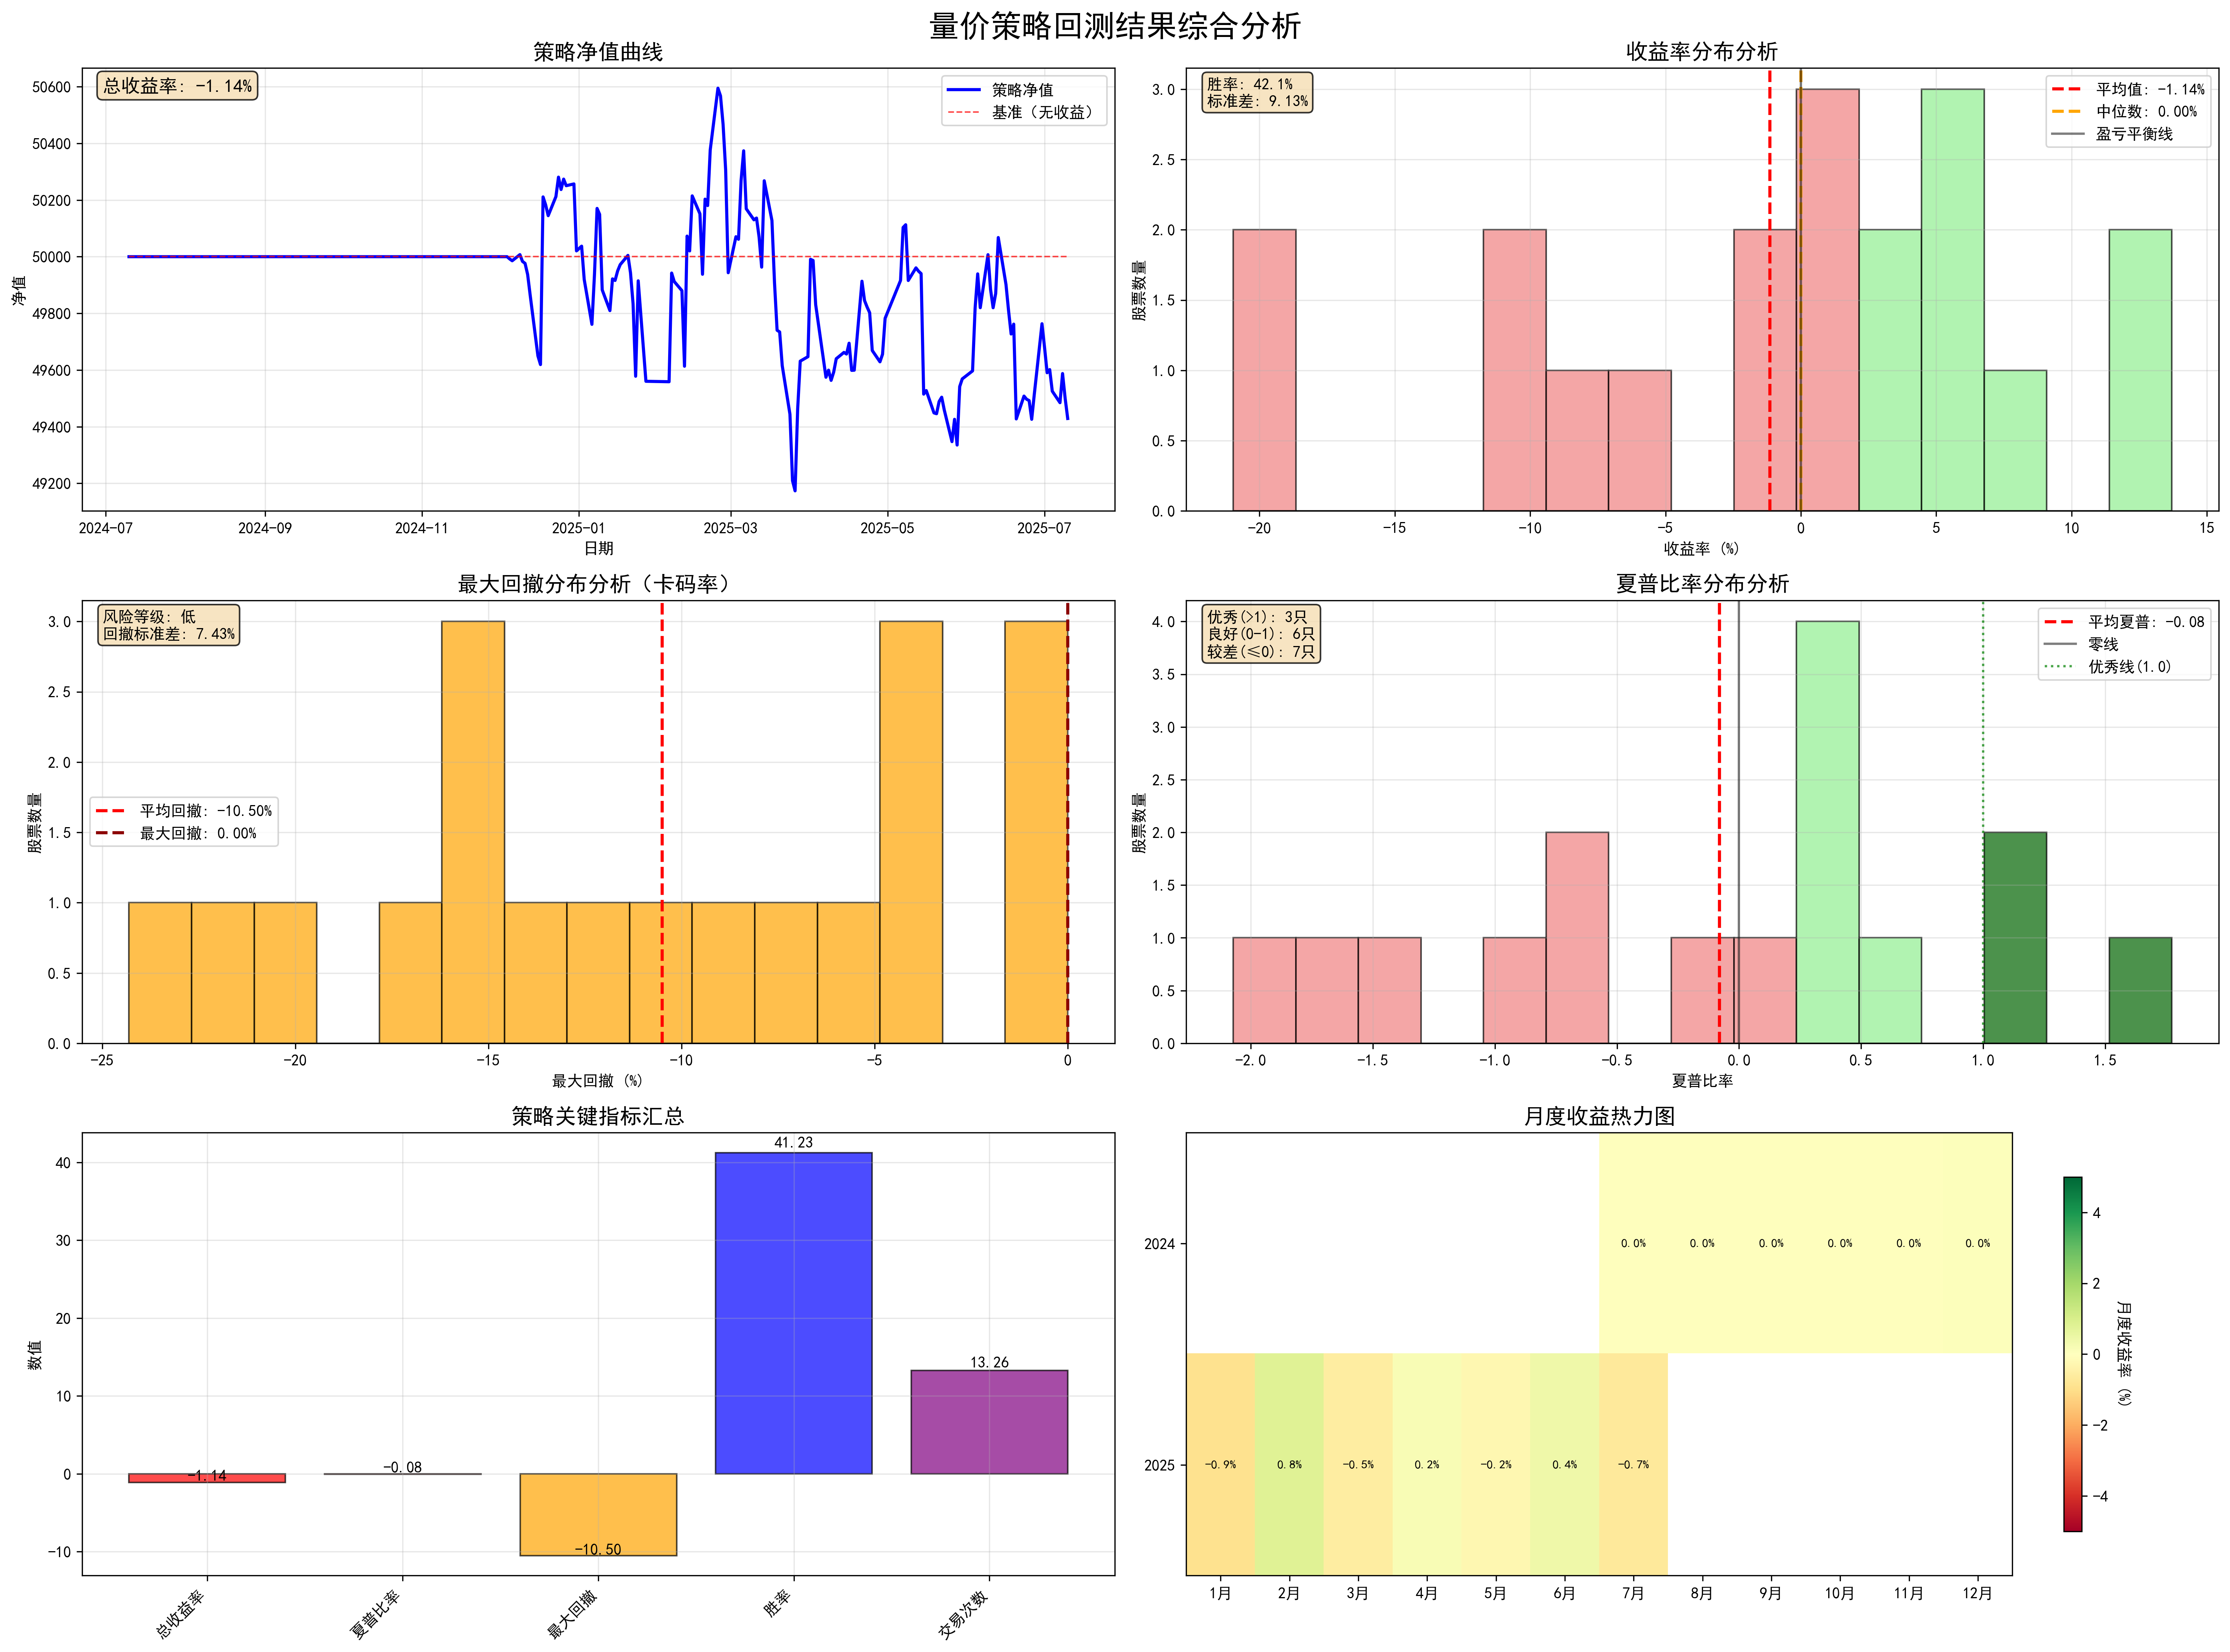 量价策略回测结果综合分析
策略净值曲线
总收益率: -1.14%
策略净值
基准（无收益）
净值
50600
50400
50200
50000
49800
49600
49400
49200
2024-07
2024-09
2024-11
2025-01
2025-03
2025-05
2025-07
日期
收益率分布分析
胜率: 42.1%
标准差: 9.13%
平均值: -1.14%
中位数: 0.00%
盈亏平衡线
股票数量
3.0
2.5
2.0
1.5
1.0
0.5
0.0
-20
-15
-10
-5
0
5
10
15
收益率 (%)
最大回撤分布分析（卡码率）
风险等级: 低
回撤标准差: 7.43%
平均回撤: -10.50%
最大回撤: 0.00%
股票数量
3.0
2.5
2.0
1.5
1.0
0.5
0.0
-25
-20
-15
-10
-5
0
最大回撤 (%)
夏普比率分布分析
优秀(>1): 3只
良好(0-1): 6只
较差(≤0): 7只
平均夏普: -0.08
零线
优秀线(1.0)
股票数量
4.0
3.5
3.0
2.5
2.0
1.5
1.0
0.5
0.0
-2.0
-1.5
-1.0
-0.5
0.0
0.5
1.0
1.5
夏普比率
策略关键指标汇总
数值
40
30
20
10
0
-10
-1.14
-0.08
-10.50
41.23
13.26
总收益率
夏普比率
最大回撤
胜率
交易次数
月度收益热力图
2024
0.0%
0.0%
0.0%
0.0%
0.0%
0.0%
2025
-0.9%
0.8%
-0.5%
0.2%
-0.2%
0.4%
-0.7%
1月
2月
3月
4月
5月
6月
7月
8月
9月
10月
11月
12月
4
2
0
-2
-4
月度收益率 (%)